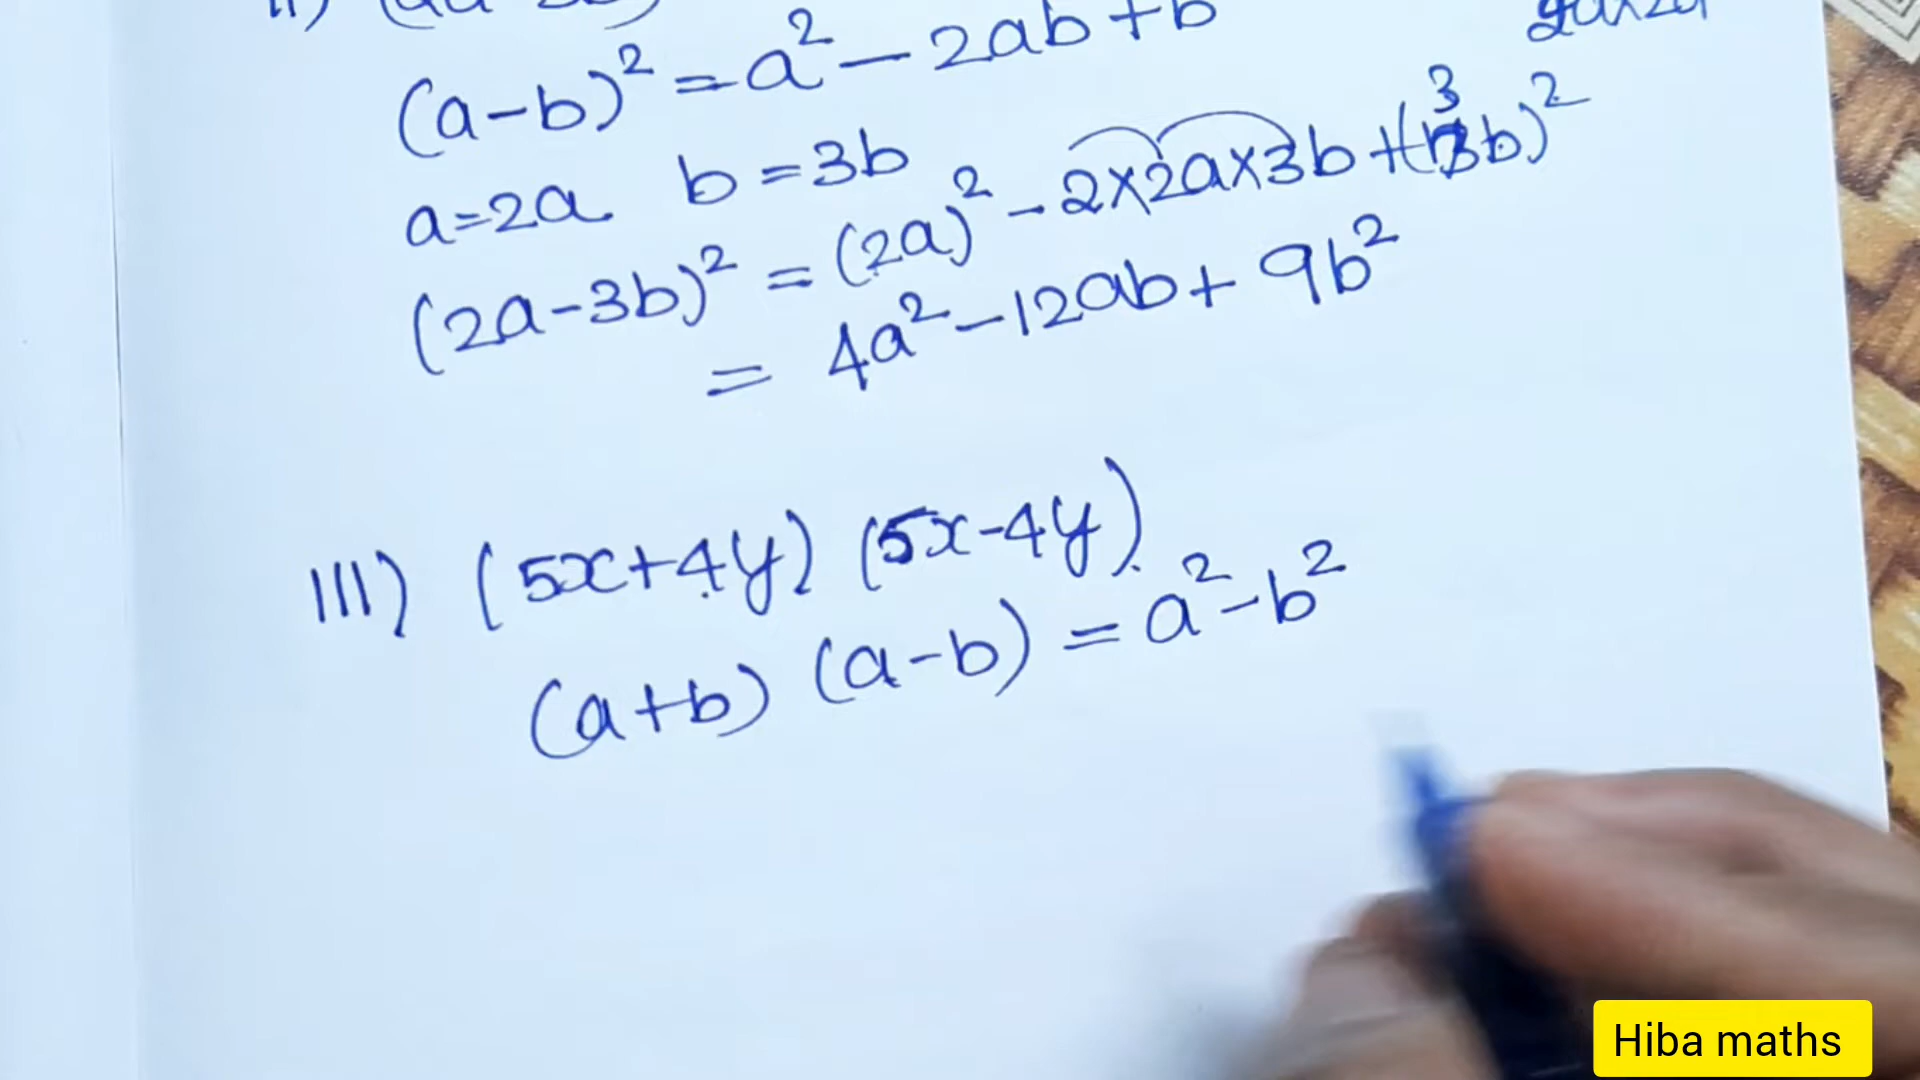 (a-b)² = a² - 2ab + b
a=2a b=3b
(2a-3b)² = (2a)² - 2×2a×3b + (3b)²
= 4a² - 12ab + 9b²
III) (5x+4y) (5x-4y)
(a+b) (a-b) = a² - b²
Hiba maths